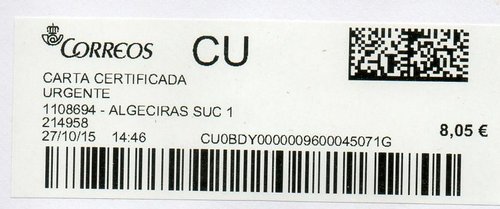 CORREOS
CU
CARTA CERTIFICADA
URGENTE
1108694 - ALGECIRAS SUC 1
214958
27/10/15 14:46 CU0BDY0000009600045071G
8,05 €